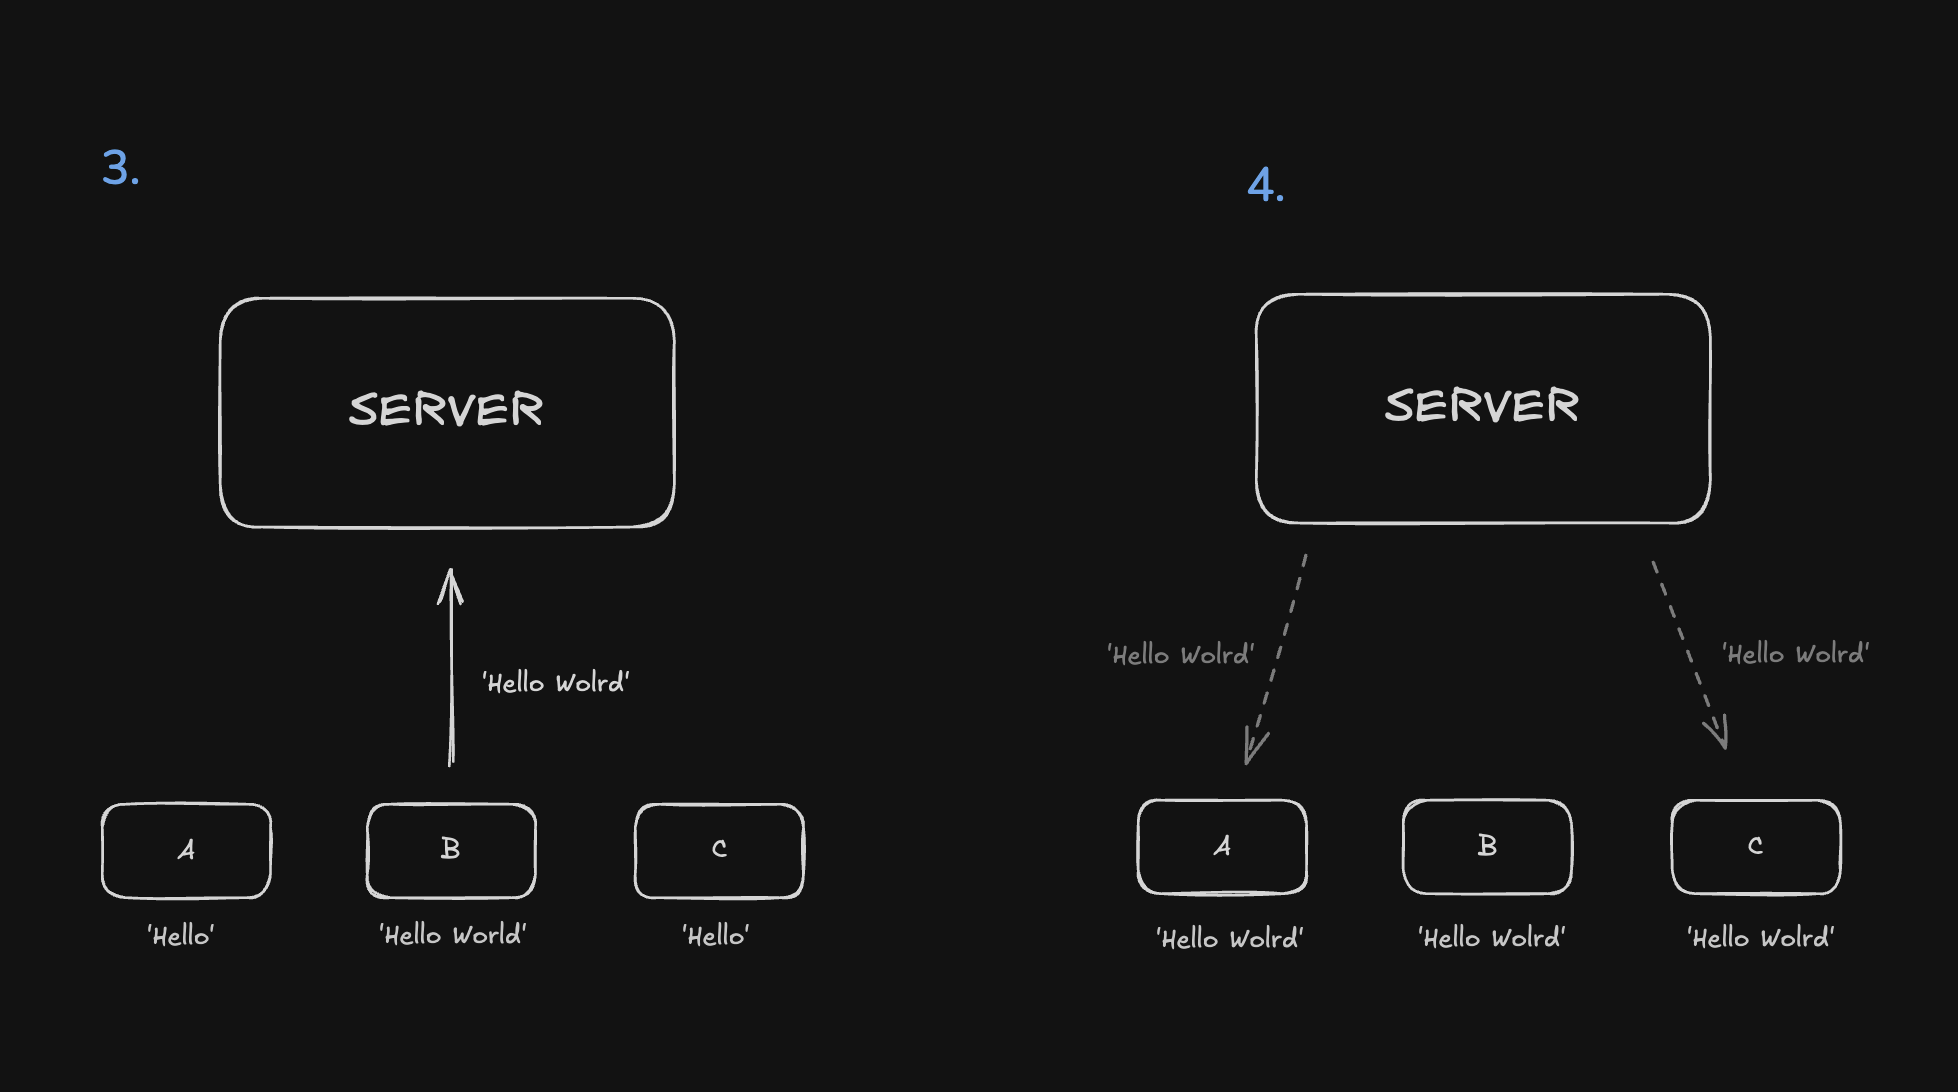 3.
SERVER
'Hello Wolrd'
A
B
C
'Hello'
'Hello World'
'Hello'
4.
SERVER
'Hello Wolrd'
'Hello Wolrd'
A
B
C
'Hello Wolrd'
'Hello Wolrd'
'Hello Wolrd'